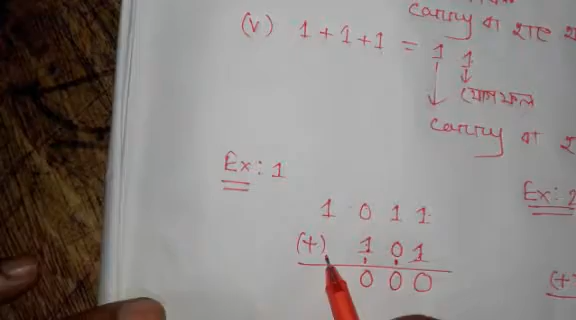 Carry বা হাতে
(v) 1 + 1 + 1 = 1 1
যোগফল
Carry বা
Ex: 1
Ex: 2
1 0 1 1
(+) 1 0 1
0 0 0
(+